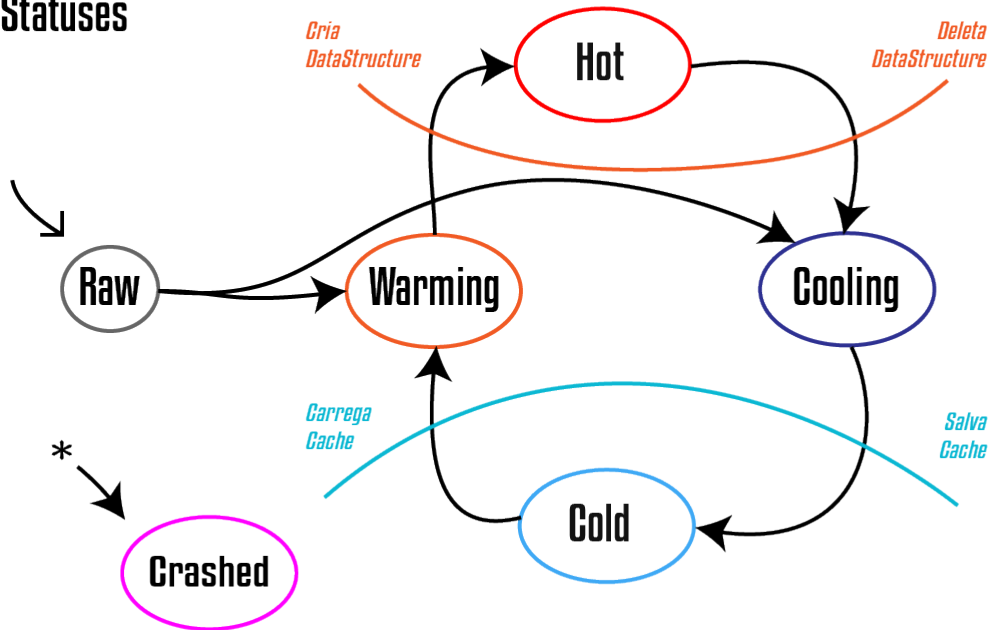 Statuses
Cria
DataStructure
Hot
Deleta
DataStructure
Raw
Warming
Cooling
Carrega
Cache
Salva
Cache
*
Cold
Crashed